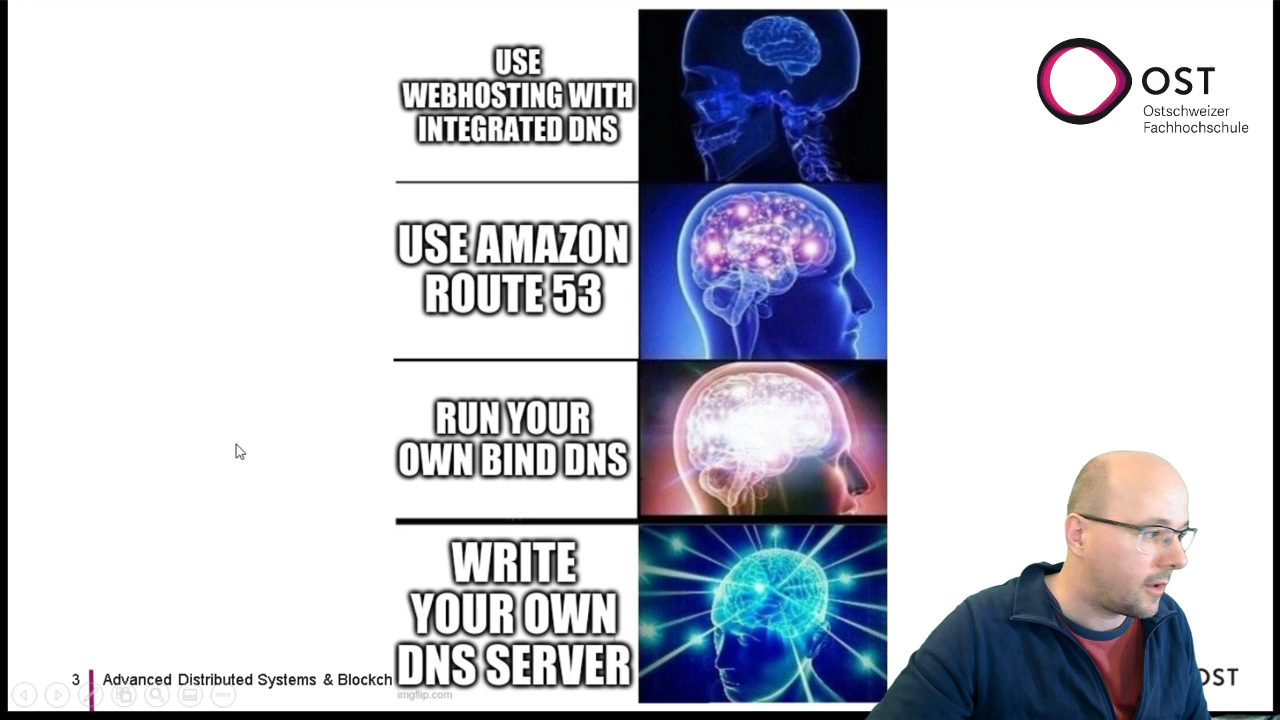 USE
WEBHOSTING WITH
INTEGRATED DNS
OST
Ostschweizer
Fachhochschule
USE AMAZON
ROUTE 53
RUN YOUR
OWN BIND DNS
WRITE
YOUR OWN
DNS SERVER
3 Advanced Distributed Systems & Blockch
imgflip.com
OST